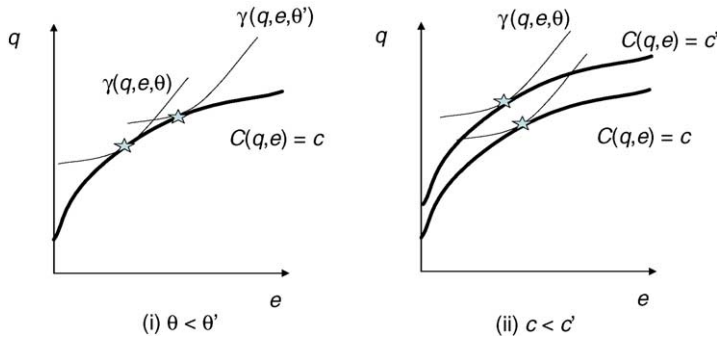 q
γ(q,e,θ')
γ(q,e,θ)
C(q,e) = c
e
(i) θ < θ'
q
γ(q,e,θ)
C(q,e) = c'
C(q,e) = c
e
(ii) c < c'